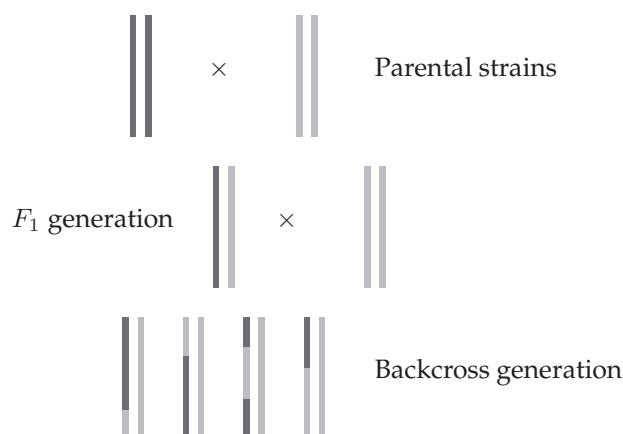 × Parental strains
F₁ generation ×
Backcross generation